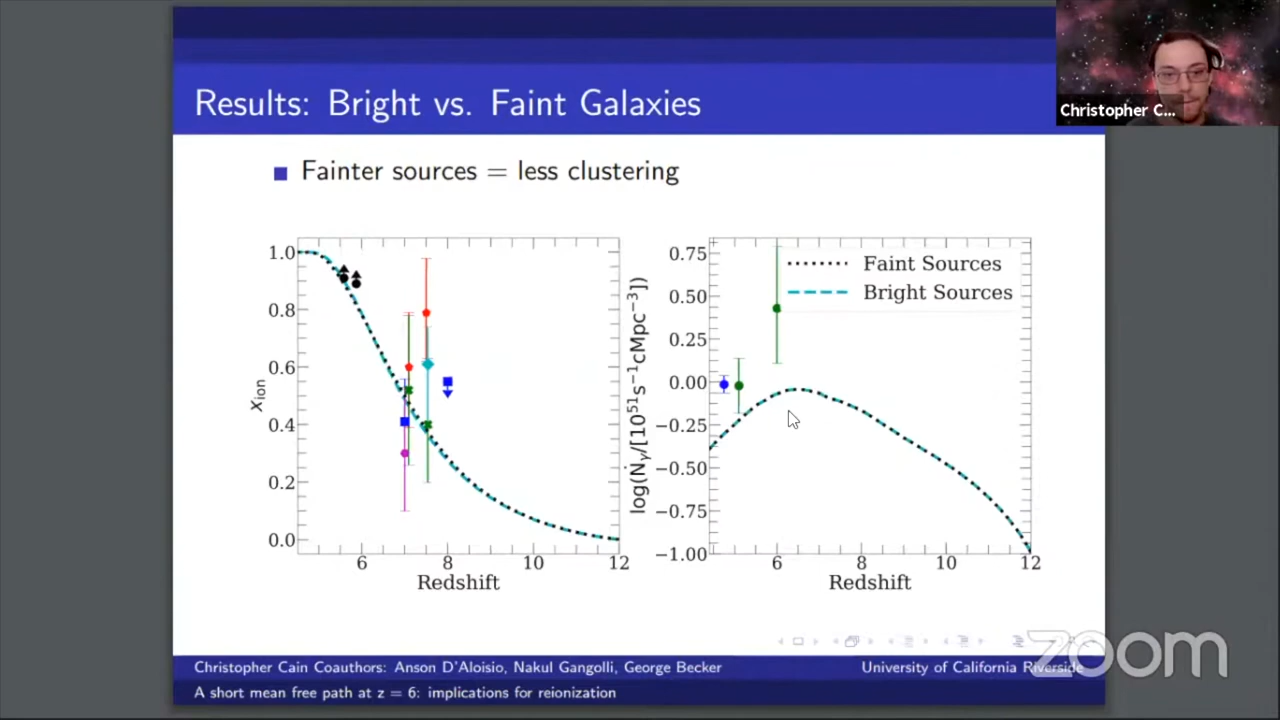 Results: Bright vs. Faint Galaxies
Christopher C...
Fainter sources = less clustering
1.0
0.8
0.6
0.4
0.2
0.0
x_ion
6
8
10
12
Redshift
0.75
0.50
0.25
0.00
−0.25
−0.50
−0.75
−1.00
log(Ṅγ/[10⁵¹s⁻¹cMpc⁻³])
Faint Sources
Bright Sources
6
8
10
12
Redshift
zoom
Christopher Cain Coauthors: Anson D'Aloisio, Nakul Gangolli, George Becker
University of California Riverside
A short mean free path at z = 6: implications for reionization